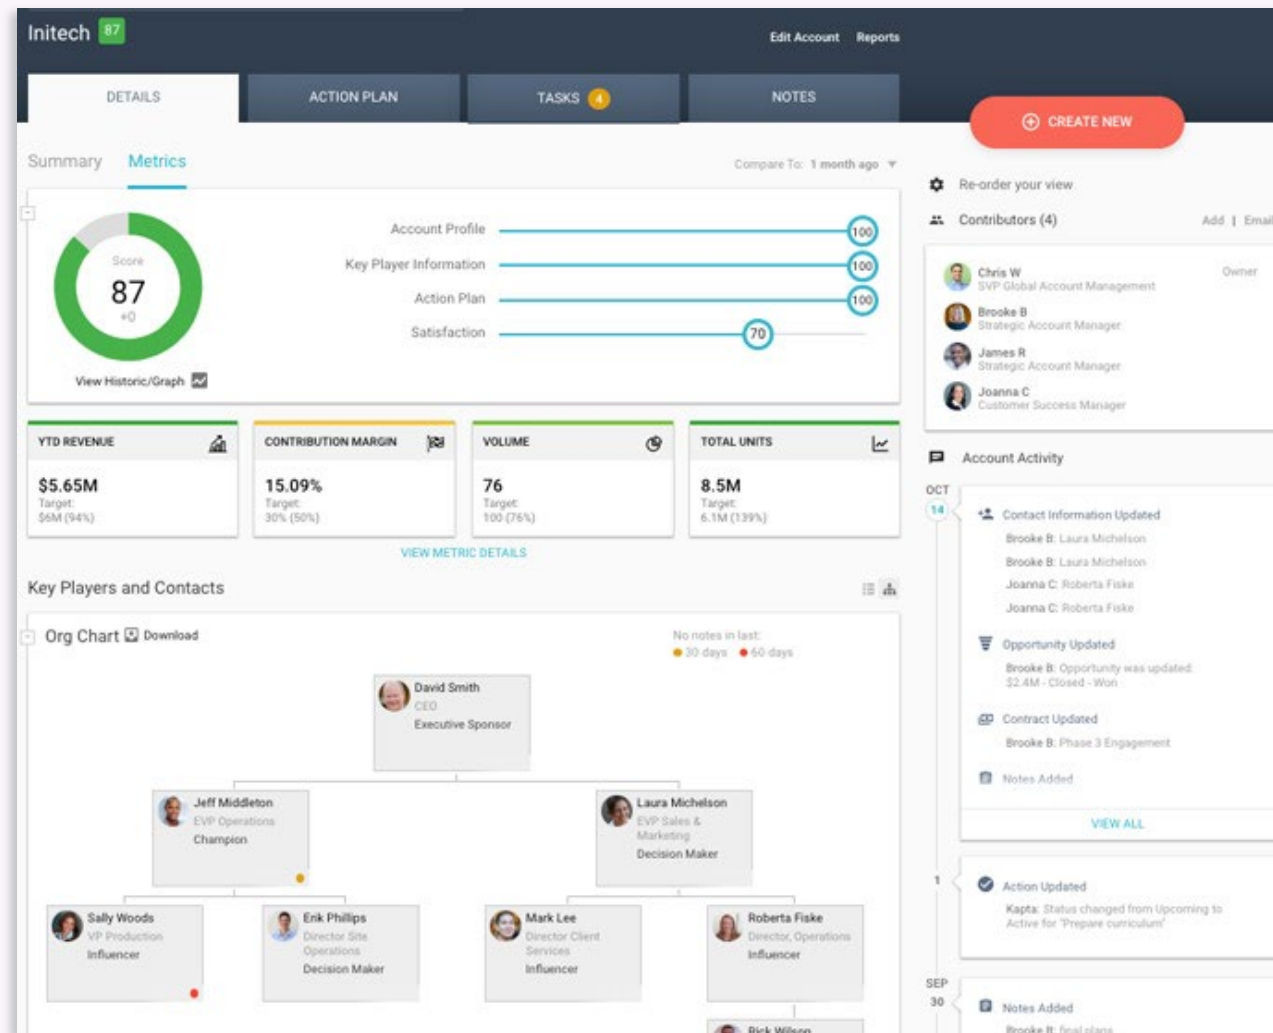 Initech 87
Edit Account Reports
DETAILS
ACTION PLAN
TASKS 4
NOTES
CREATE NEW
Summary Metrics
Compare To: 1 month ago
Score
87
+0
View Historic/Graph
Account Profile 100
Key Player Information 100
Action Plan 100
Satisfaction 70
YTD REVENUE
$5.65M
Target:
$6M (94%)
CONTRIBUTION MARGIN
15.09%
Target:
30% (50%)
VOLUME
76
Target:
100 (76%)
TOTAL UNITS
8.5M
Target:
6.1M (139%)
VIEW METRIC DETAILS
Key Players and Contacts
Org Chart Download
No notes in last:
30 days 60 days
David Smith
CEO
Executive Sponsor
Jeff Middleton
EVP Operations
Champion
Laura Michelson
EVP Sales &
Marketing
Decision Maker
Sally Woods
VP Production
Influencer
Erik Phillips
Director Site
Operations
Decision Maker
Mark Lee
Director Client
Services
Influencer
Roberta Fiske
Director, Operations
Influencer
Rick Wilson
Re-order your view
Contributors (4)
Add | Email
Chris W
SVP Global Account Management
Owner
Brooke B
Strategic Account Manager
James R
Strategic Account Manager
Joanna C
Customer Success Manager
Account Activity
OCT
14
Contact Information Updated
Brooke B: Laura Michelson
Brooke B: Laura Michelson
Joanna C: Roberta Fiske
Joanna C: Roberta Fiske
Opportunity Updated
Brooke B: Opportunity was updated:
$2.4M - Closed - Won
Contract Updated
Brooke B: Phase 3 Engagement
Notes Added
VIEW ALL
1
Action Updated
Kapta: Status changed from Upcoming to
Active for "Prepare curriculum"
SEP
30
Notes Added
Brooke B: final plans